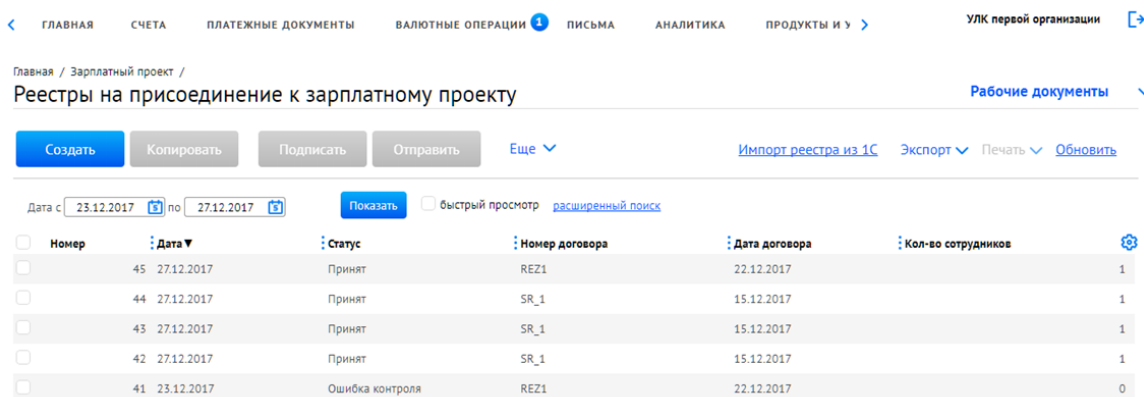 ГЛАВНАЯ СЧЕТА ПЛАТЕЖНЫЕ ДОКУМЕНТЫ ВАЛЮТНЫЕ ОПЕРАЦИИ 1 ПИСЬМА АНАЛИТИКА ПРОДУКТЫ И У УЛК первой организации
Главная / Зарплатный проект /
Реестры на присоединение к зарплатному проекту Рабочие документы
Создать Копировать Подписать Отправить Еще Импорт реестра из 1С Экспорт Печать Обновить
Дата с 23.12.2017 по 27.12.2017 Показать быстрый просмотр расширенный поиск
Номер Дата▼ Статус Номер договора Дата договора Кол-во сотрудников
45 27.12.2017 Принят REZ1 22.12.2017 1
44 27.12.2017 Принят SR_1 15.12.2017 1
43 27.12.2017 Принят SR_1 15.12.2017 1
42 27.12.2017 Принят SR_1 15.12.2017 1
41 23.12.2017 Ошибка контроля REZ1 22.12.2017 0